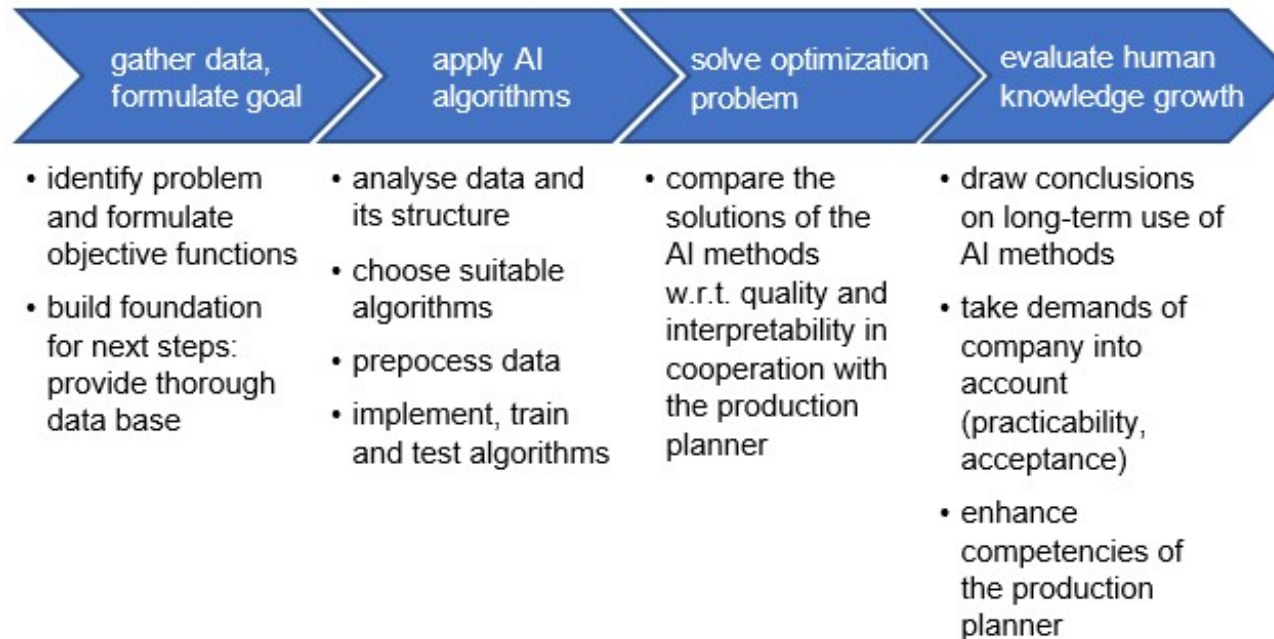 gather data,
formulate goal
apply AI
algorithms
solve optimization
problem
evaluate human
knowledge growth
• identify problem
and formulate
objective functions
• build foundation
for next steps:
provide thorough
data base
• analyse data and
its structure
• choose suitable
algorithms
• prepocess data
• implement, train
and test algorithms
• compare the
solutions of the
AI methods
w.r.t. quality and
interpretability in
cooperation with
the production
planner
• draw conclusions
on long-term use of
AI methods
• take demands of
company into
account
(practicability,
acceptance)
• enhance
competencies of
the production
planner